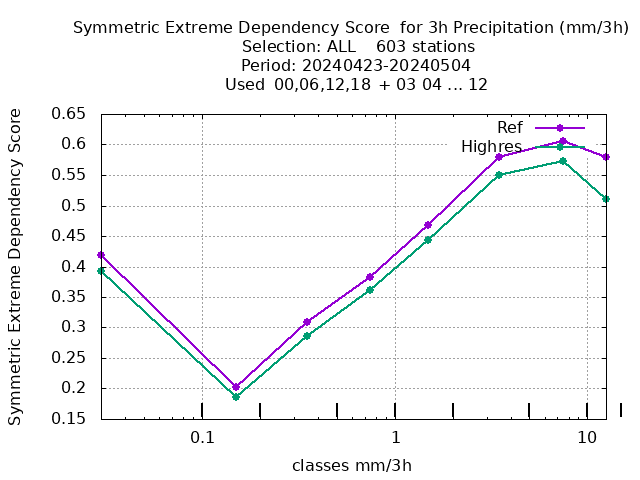 Symmetric Extreme Dependency Score  for 3h Precipitation (mm/3h)
Selection: ALL    603 stations
Period: 20240423-20240504
Used  00,06,12,18  + 03 04 ... 12
Symmetric Extreme Dependency Score
0.65
0.6
0.55
0.5
0.45
0.4
0.35
0.3
0.25
0.2
0.15
Ref
Highres
0.1
1
10
classes mm/3h